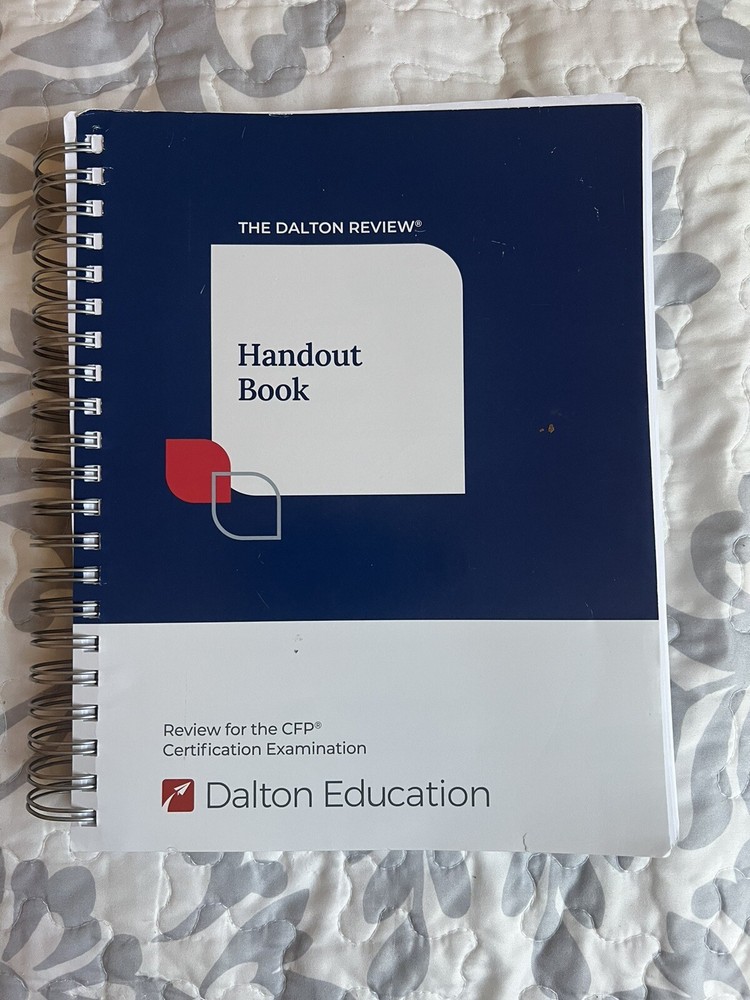 THE DALTON REVIEW®
Handout
Book
Review for the CFP®
Certification Examination
Dalton Education